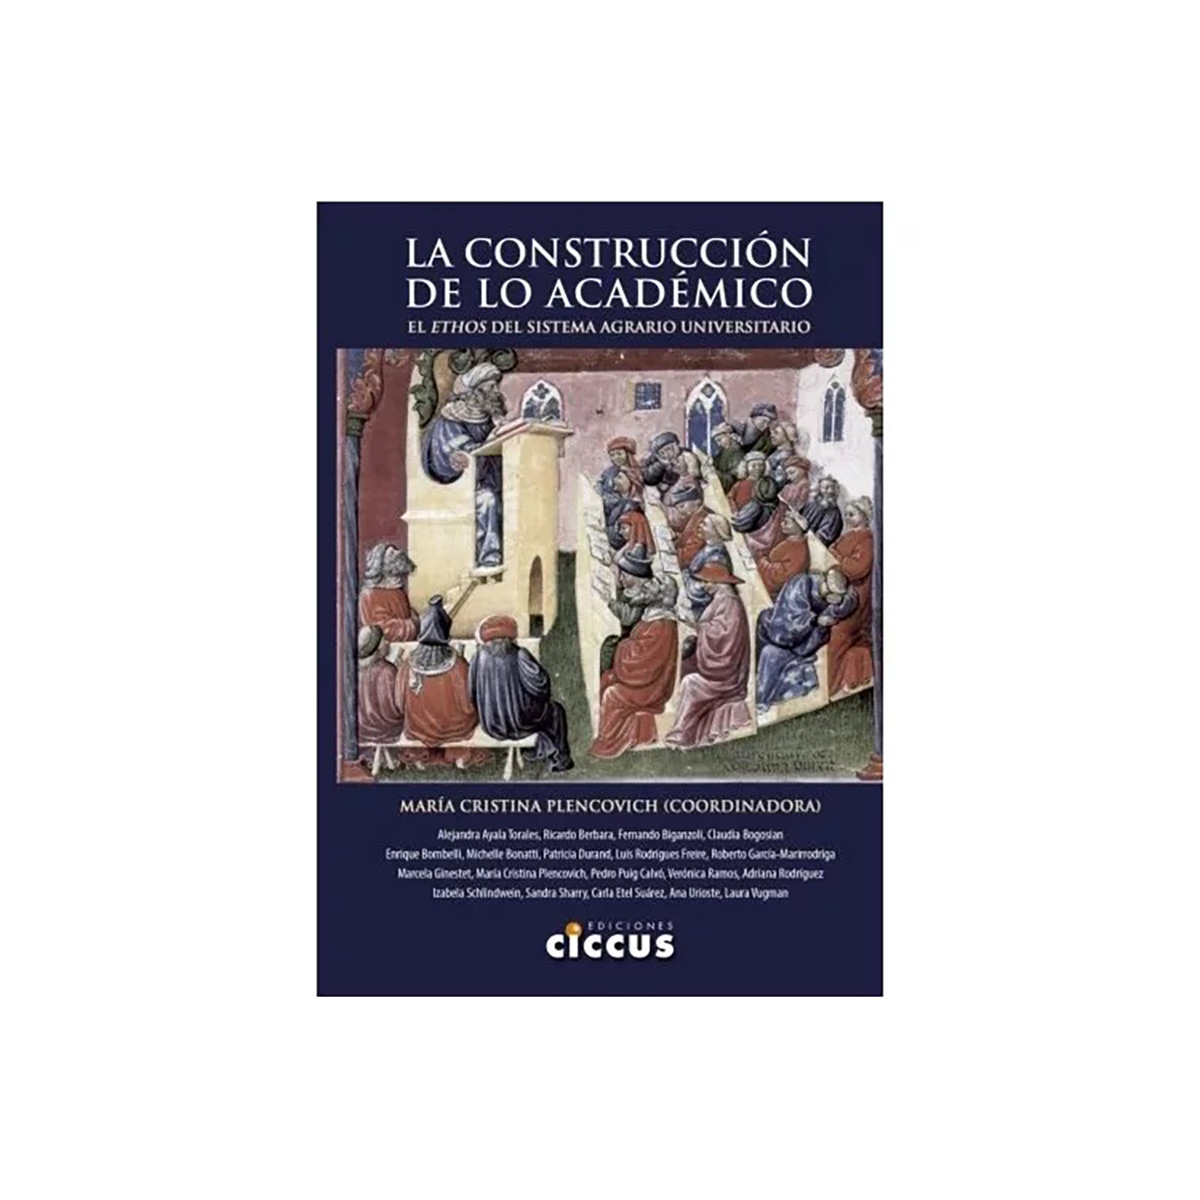 LA CONSTRUCCIÓN
DE LO ACADÉMICO
EL ETHOS DEL SISTEMA AGRARIO UNIVERSITARIO
MARÍA CRISTINA PLENCOVICH (COORDINADORA)
Alejandra Ayala Torales, Ricardo Berbara, Fernando Biganzoli, Claudia Bogosian
Enrique Bombelli, Michelle Bonatti, Patricia Durand, Luis Rodrigues Freire, Roberto García-Marirrodriga
Marcela Ginestet, María Cristina Plencovich, Pedro Puig Calvó, Verónica Ramos, Adriana Rodríguez
Izabela Schlindwein, Sandra Sharry, Carla Etel Suárez, Ana Urioste, Laura Vugman
EDICIONES
ciccus